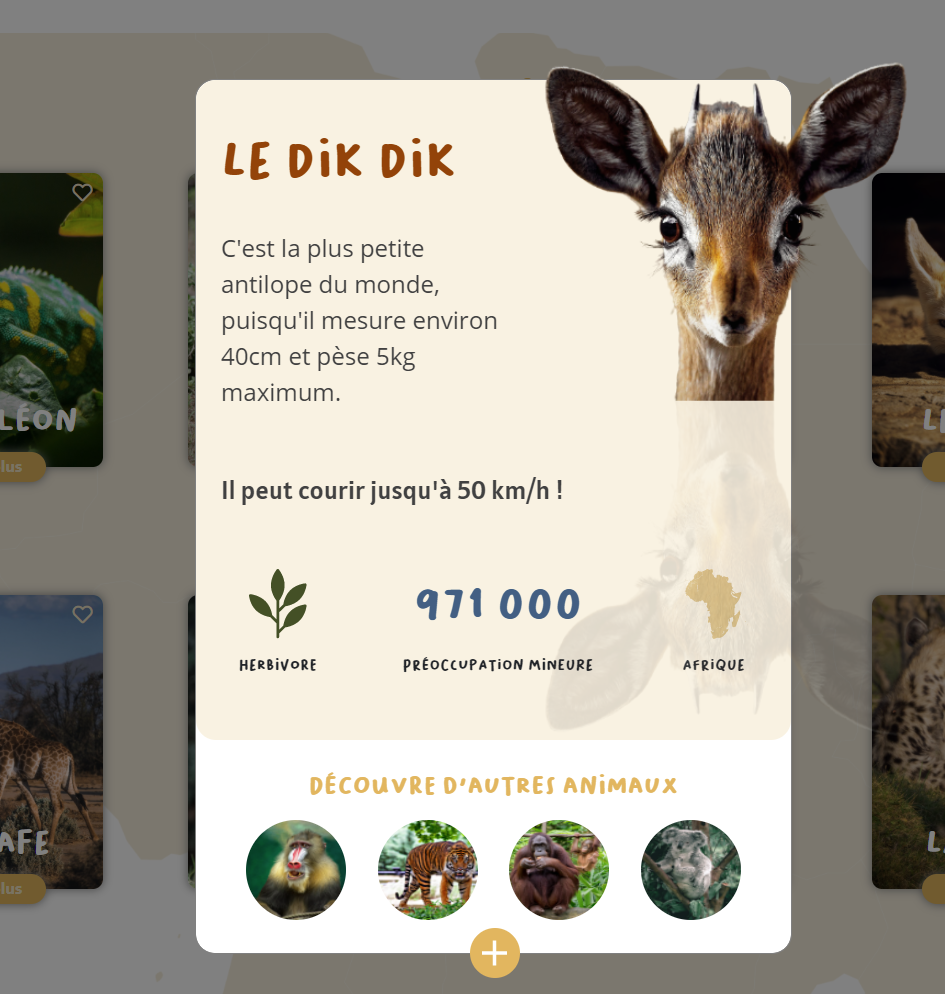 LE DiK DiK
C'est la plus petite
antilope du monde,
puisqu'il mesure environ
40cm et pèse 5kg
maximum.
LÉON
lus
Il peut courir jusqu'à 50 km/h !
971 000
HERBiVORE
PRÉOCCUPATION MiNEURE
AFRiQUE
DÉCOUVRE D'AUTRES ANiMAUX
AFE
lus